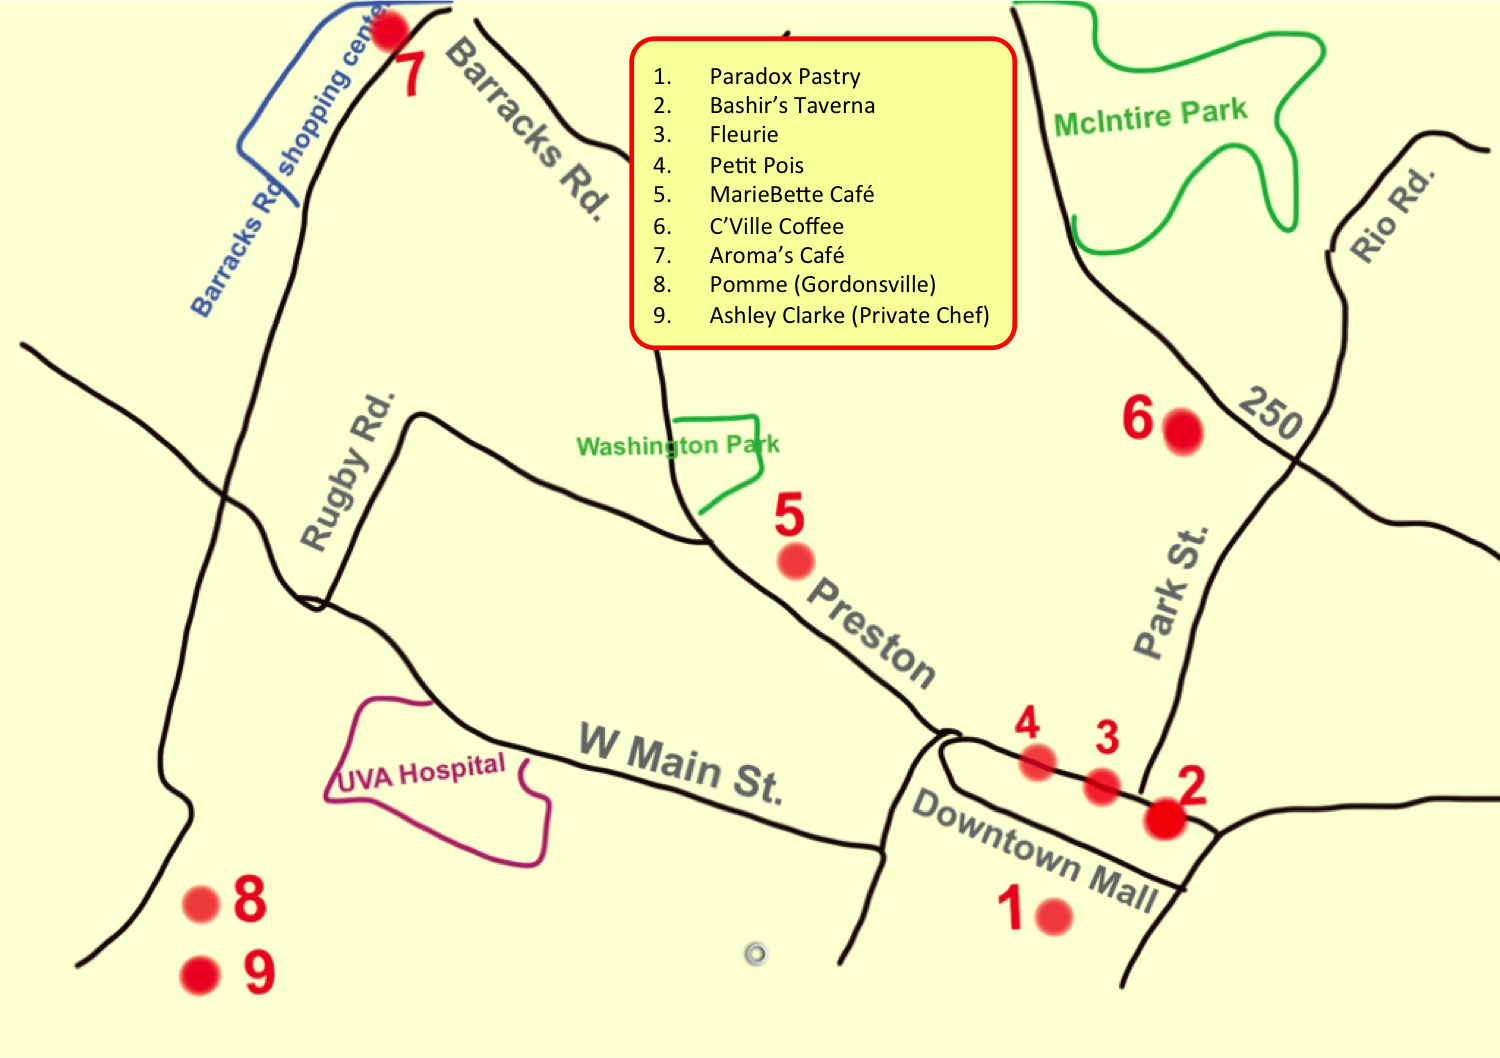 Barracks Rd shopping center
7
Barracks Rd.
1. Paradox Pastry
2. Bashir’s Taverna
3. Fleurie
4. Petit Pois
5. MarieBette Café
6. C’Ville Coffee
7. Aroma’s Café
8. Pomme (Gordonsville)
9. Ashley Clarke (Private Chef)
McIntire Park
Rio Rd.
6
250
Rugby Rd.
Washington Park
5
Preston
Park St.
UVA Hospital
W Main St.
4
3
2
Downtown Mall
1
8
9